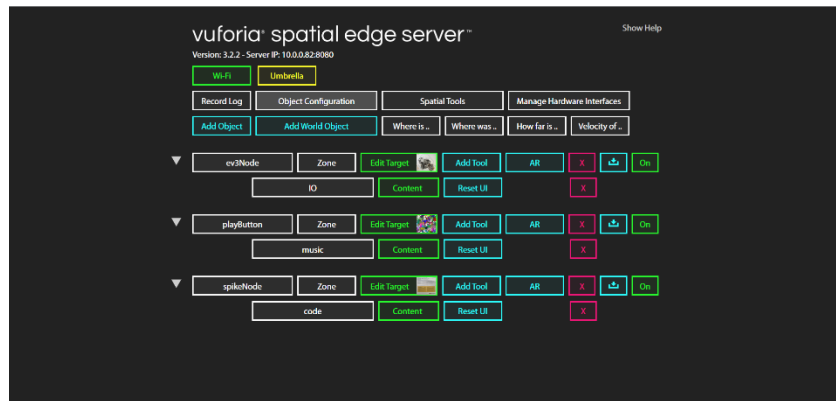 Show Help
vuforia® spatial edge server™
Version: 3.2.2 - Server IP: 10.0.0.82:8080
Wi-Fi Umbrella
Record Log Object Configuration Spatial Tools Manage Hardware Interfaces
Add Object Add World Object Where is .. Where was .. How far is .. Velocity of ..
ev3Node Zone Edit Target Add Tool AR X On
IO Content Reset UI X
playButton Zone Edit Target Add Tool AR X On
music Content Reset UI X
spikeNode Zone Edit Target Add Tool AR X On
code Content Reset UI X